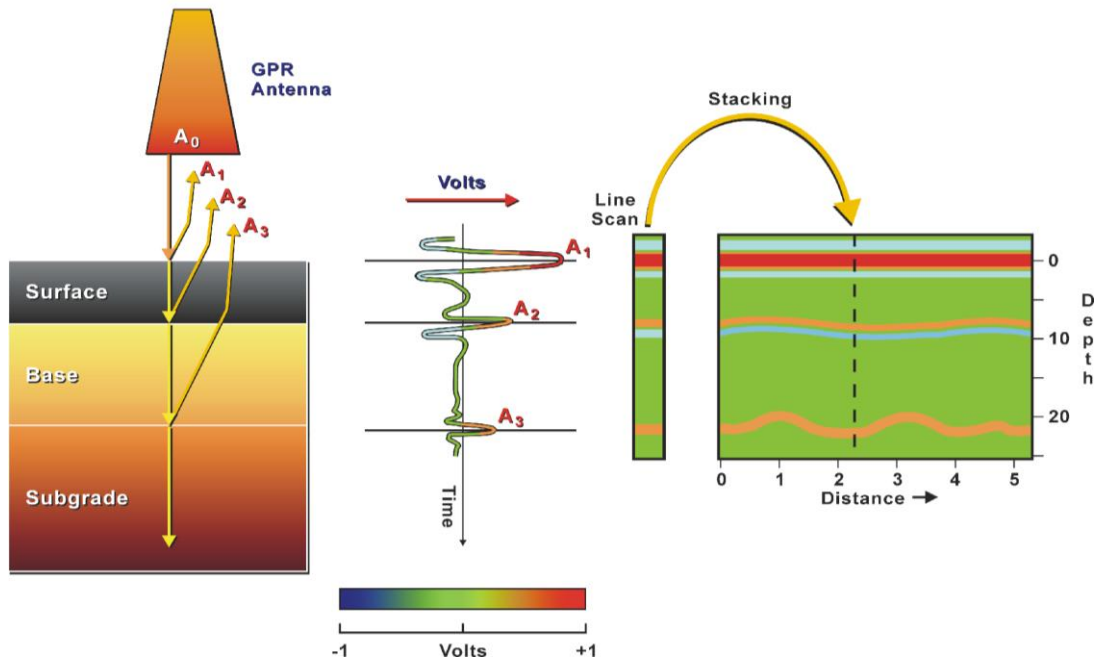 GPR
Antenna
A0
A1
A2
A3
Surface
Base
Subgrade
Volts
A1
A2
A3
Time
-1
Volts
+1
Stacking
Line
Scan
0
10
20
Depth
0 1 2 3 4 5
Distance